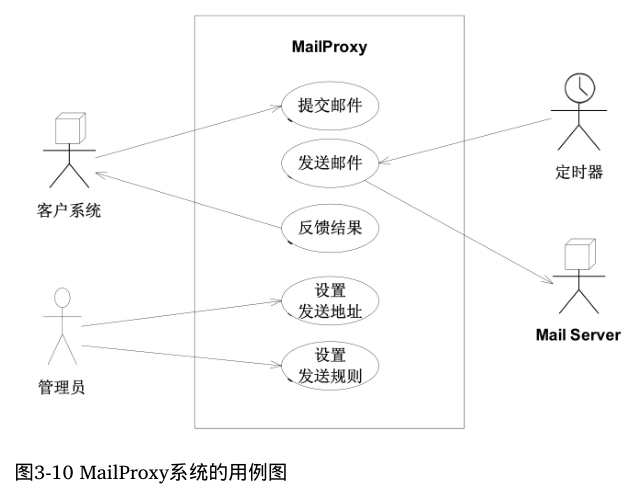 MailProxy
提交邮件
发送邮件
定时器
客户系统
反馈结果
设置
发送地址
Mail Server
设置
发送规则
管理员
图3-10 MailProxy系统的用例图